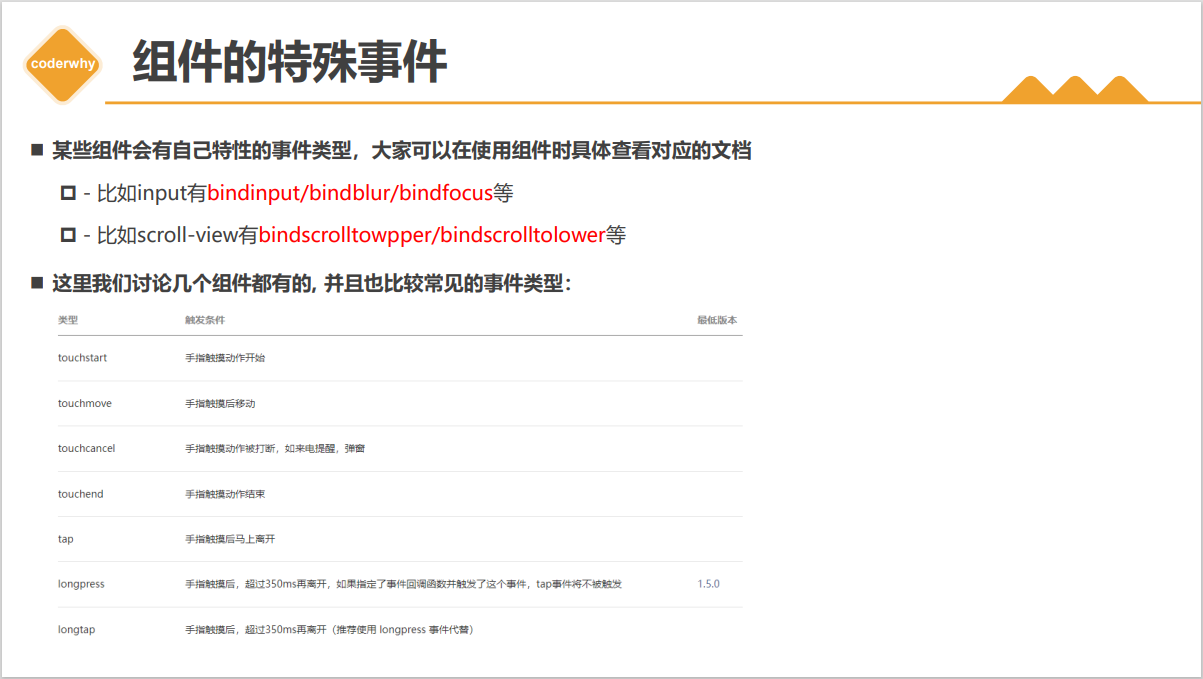 coderwhy
组件的特殊事件
■ 某些组件会有自己特性的事件类型，大家可以在使用组件时具体查看对应的文档
- 比如input有bindinput/bindblur/bindfocus等
- 比如scroll-view有bindscrolltowpper/bindscrolltolower等
■ 这里我们讨论几个组件都有的, 并且也比较常见的事件类型：
类型 触发条件 最低版本
touchstart 手指触摸动作开始
touchmove 手指触摸后移动
touchcancel 手指触摸动作被打断，如来电提醒，弹窗
touchend 手指触摸动作结束
tap 手指触摸后马上离开
longpress 手指触摸后，超过350ms再离开，如果指定了事件回调函数并触发了这个事件，tap事件将不被触发 1.5.0
longtap 手指触摸后，超过350ms再离开（推荐使用 longpress 事件代替）